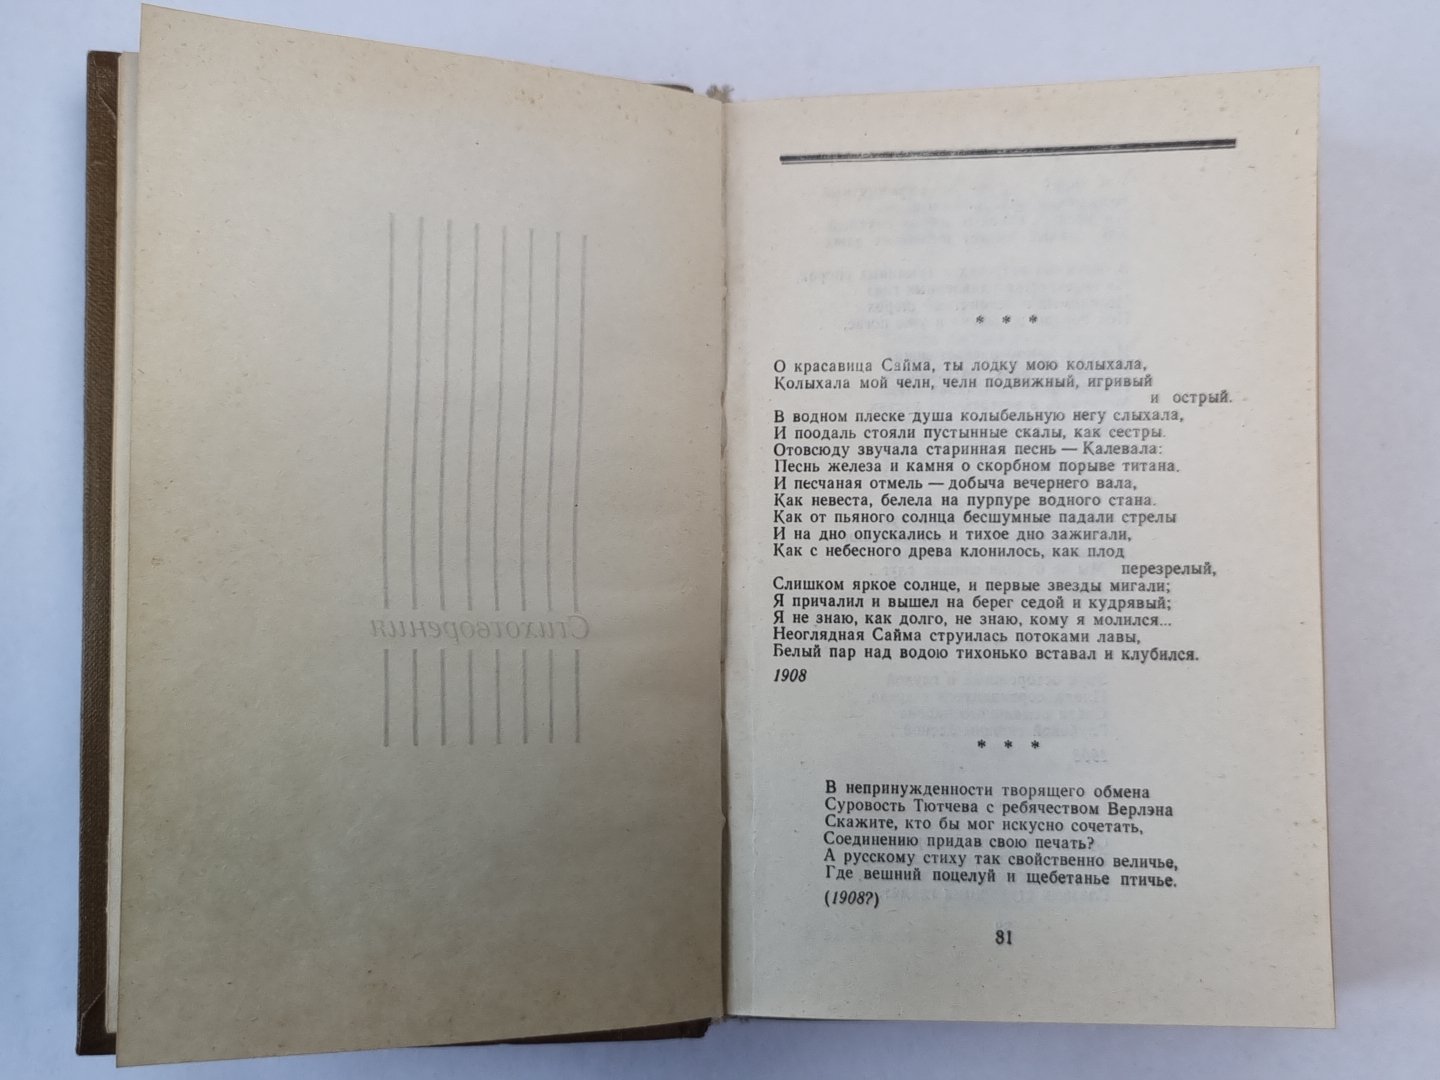 Стихотворения
* * *
О красавица Сайма, ты лодку мою колыхала,
Колыхала мой челн, челн подвижный, игривый
и острый.
В водном плеске душа колыбельную негу слыхала,
И поодаль стояли пустынные скалы, как сестры.
Отовсюду звучала старинная песнь — Калевала:
Песнь железа и камня о скорбном порыве титана.
И песчаная отмель — добыча вечернего вала,
Как невеста, белела на пурпуре водного стана.
Как от пьяного солнца бесшумные падали стрелы
И на дно опускались и тихое дно зажигали,
Как с небесного древа клонилось, как плод
перезрелый,
Слишком яркое солнце, и первые звезды мигали;
Я причалил и вышел на берег седой и кудрявый;
Я не знаю, как долго, не знаю, кому я молился...
Неоглядная Сайма струилась потоками лавы,
Белый пар над водою тихонько вставал и клубился.
1908
* * *
В непринужденности творящего обмена
Суровость Тютчева с ребячеством Верлэна
Скажите, кто бы мог искусно сочетать,
Соединению придав свою печать?
А русскому стиху так свойственно величье,
Где вешний поцелуй и щебетанье птичье.
(1908?)
81